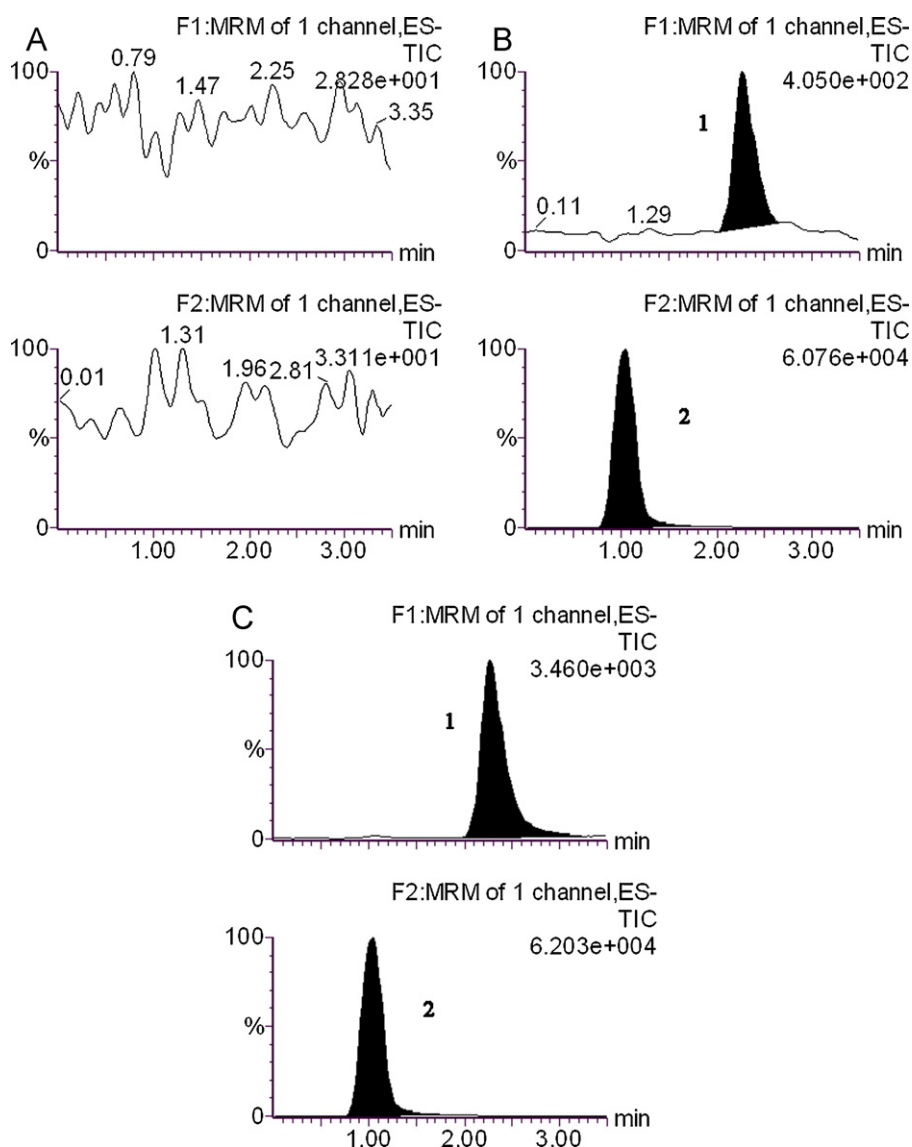 A
F1:MRM of 1 channel,ES-
TIC
2.828e+001
0.79
1.47
2.25
3.35
100
%
0
min
F2:MRM of 1 channel,ES-
TIC
3.311e+001
0.01
1.31
1.96
2.81
100
%
0
min
1.00 2.00 3.00
B
F1:MRM of 1 channel,ES-
TIC
4.050e+002
1
0.11
1.29
100
%
0
min
F2:MRM of 1 channel,ES-
TIC
6.076e+004
2
100
%
0
min
1.00 2.00 3.00
C
F1:MRM of 1 channel,ES-
TIC
3.460e+003
1
100
%
0
min
F2:MRM of 1 channel,ES-
TIC
6.203e+004
2
100
%
0
min
1.00 2.00 3.00